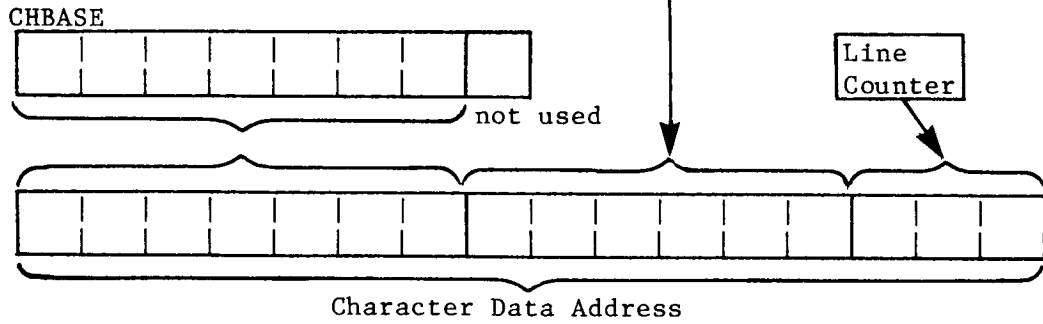 CHBASE
Line
Counter
not used
Character Data Address